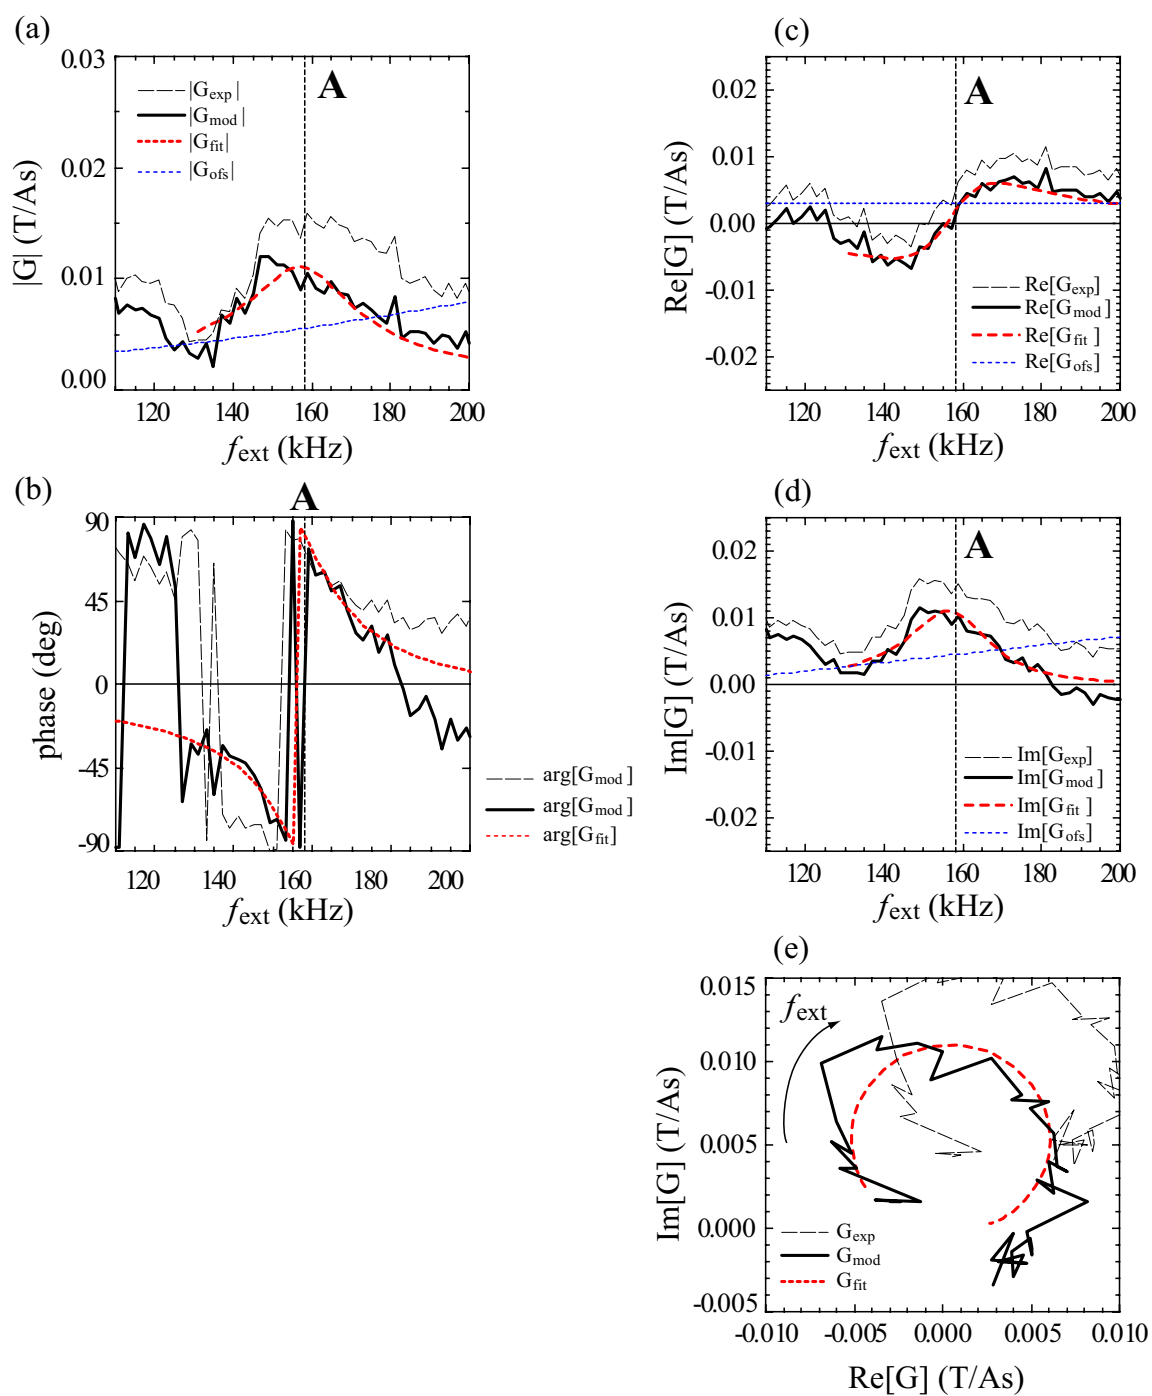 (a)
0.03
0.02
0.01
0.00
|G| (T/As)
|Gexp|
|Gmod|
|Gfit|
|Gofs|
A
120 140 160 180 200
fext (kHz)
(b)
A
90
45
0
-45
-90
phase (deg)
120 140 160 180 200
fext (kHz)
arg[Gmod]
arg[Gmod]
arg[Gfit]
(c)
A
0.02
0.01
0.00
-0.01
-0.02
Re[G] (T/As)
Re[Gexp]
Re[Gmod]
Re[Gfit]
Re[Gofs]
120 140 160 180 200
fext (kHz)
(d)
A
0.02
0.01
0.00
-0.01
-0.02
Im[G] (T/As)
Im[Gexp]
Im[Gmod]
Im[Gfit]
Im[Gofs]
120 140 160 180 200
fext (kHz)
(e)
0.015
0.010
0.005
0.000
-0.005
Im[G] (T/As)
fext
Gexp
Gmod
Gfit
-0.010 -0.005 0.000 0.005 0.010
Re[G] (T/As)